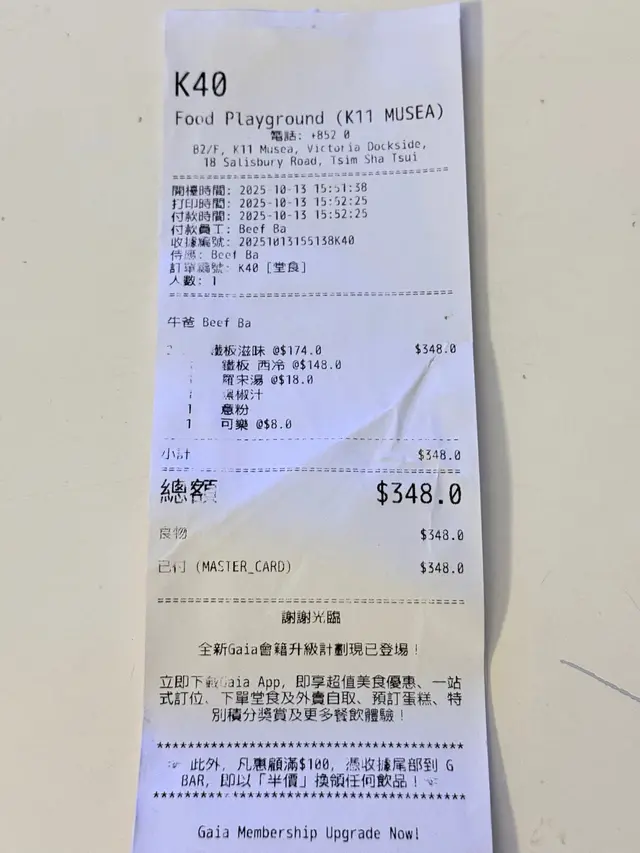 K40
Food Playground (K11 MUSEA)
電話: +852 0
B2/F, K11 Musea, Victoria Dockside,
18 Salisbury Road, Tsim Sha Tsui
開檯時間: 2025-10-13 15:51:38
打印時間: 2025-10-13 15:52:25
付款時間: 2025-10-13 15:52:25
付款員工: Beef Ba
收據編號: 20251013155138K40
侍應: Beef Ba
訂單編號: K40 [堂食]
人數: 1
牛爸 Beef Ba
2 鐵板滋味 @$174.0 $348.0
1 鐵板 西冷 @$148.0
1 羅宋湯 @$18.0
1 黑椒汁
1 意粉
1 可樂 @$8.0
小計 $348.0
總額 $348.0
食物 $348.0
已付 (MASTER_CARD) $348.0
謝謝光臨
全新Gaia會籍升級計劃現已登場!
立即下載Gaia App, 即享超值美食優惠、一站
式訂位、下單堂食及外賣自取、預訂蛋糕、特
別積分獎賞及更多餐飲體驗!
************************************
☞ 此外, 凡惠顧滿$100, 憑收據尾部到 G
BAR, 即以「半價」換領任何飲品! ☜
************************************
Gaia Membership Upgrade Now!